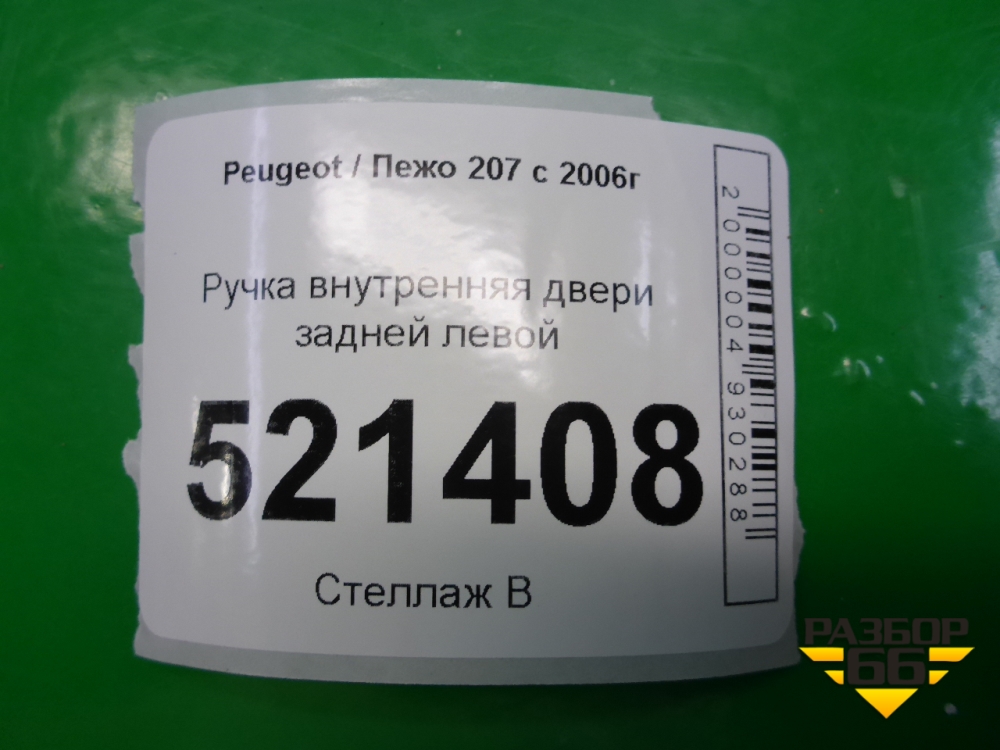 Peugeot / Пежо 207 с 2006г
Ручка внутренняя двери
задней левой
521408
Стеллаж В
2000004930288
РАЗБОР
66